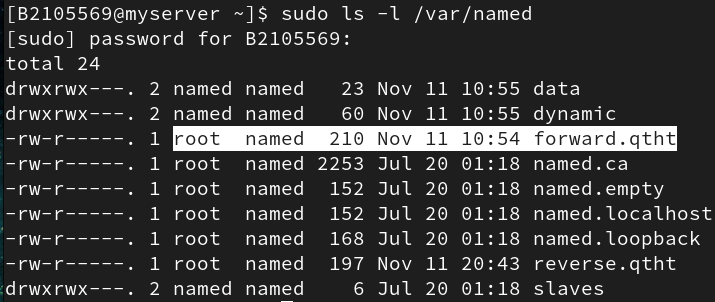 [B2105569@myserver ~]$ sudo ls -l /var/named
[sudo] password for B2105569:
total 24
drwxrwx---. 2 named named   23 Nov 11 10:55 data
drwxrwx---. 2 named named   60 Nov 11 10:55 dynamic
-rw-r-----. 1 root  named  210 Nov 11 10:54 forward.qtht
-rw-r-----. 1 root  named 2253 Jul 20 01:18 named.ca
-rw-r-----. 1 root  named  152 Jul 20 01:18 named.empty
-rw-r-----. 1 root  named  152 Jul 20 01:18 named.localhost
-rw-r-----. 1 root  named  168 Jul 20 01:18 named.loopback
-rw-r-----. 1 root  named  197 Nov 11 20:43 reverse.qtht
drwxrwx---. 2 named named    6 Jul 20 01:18 slaves